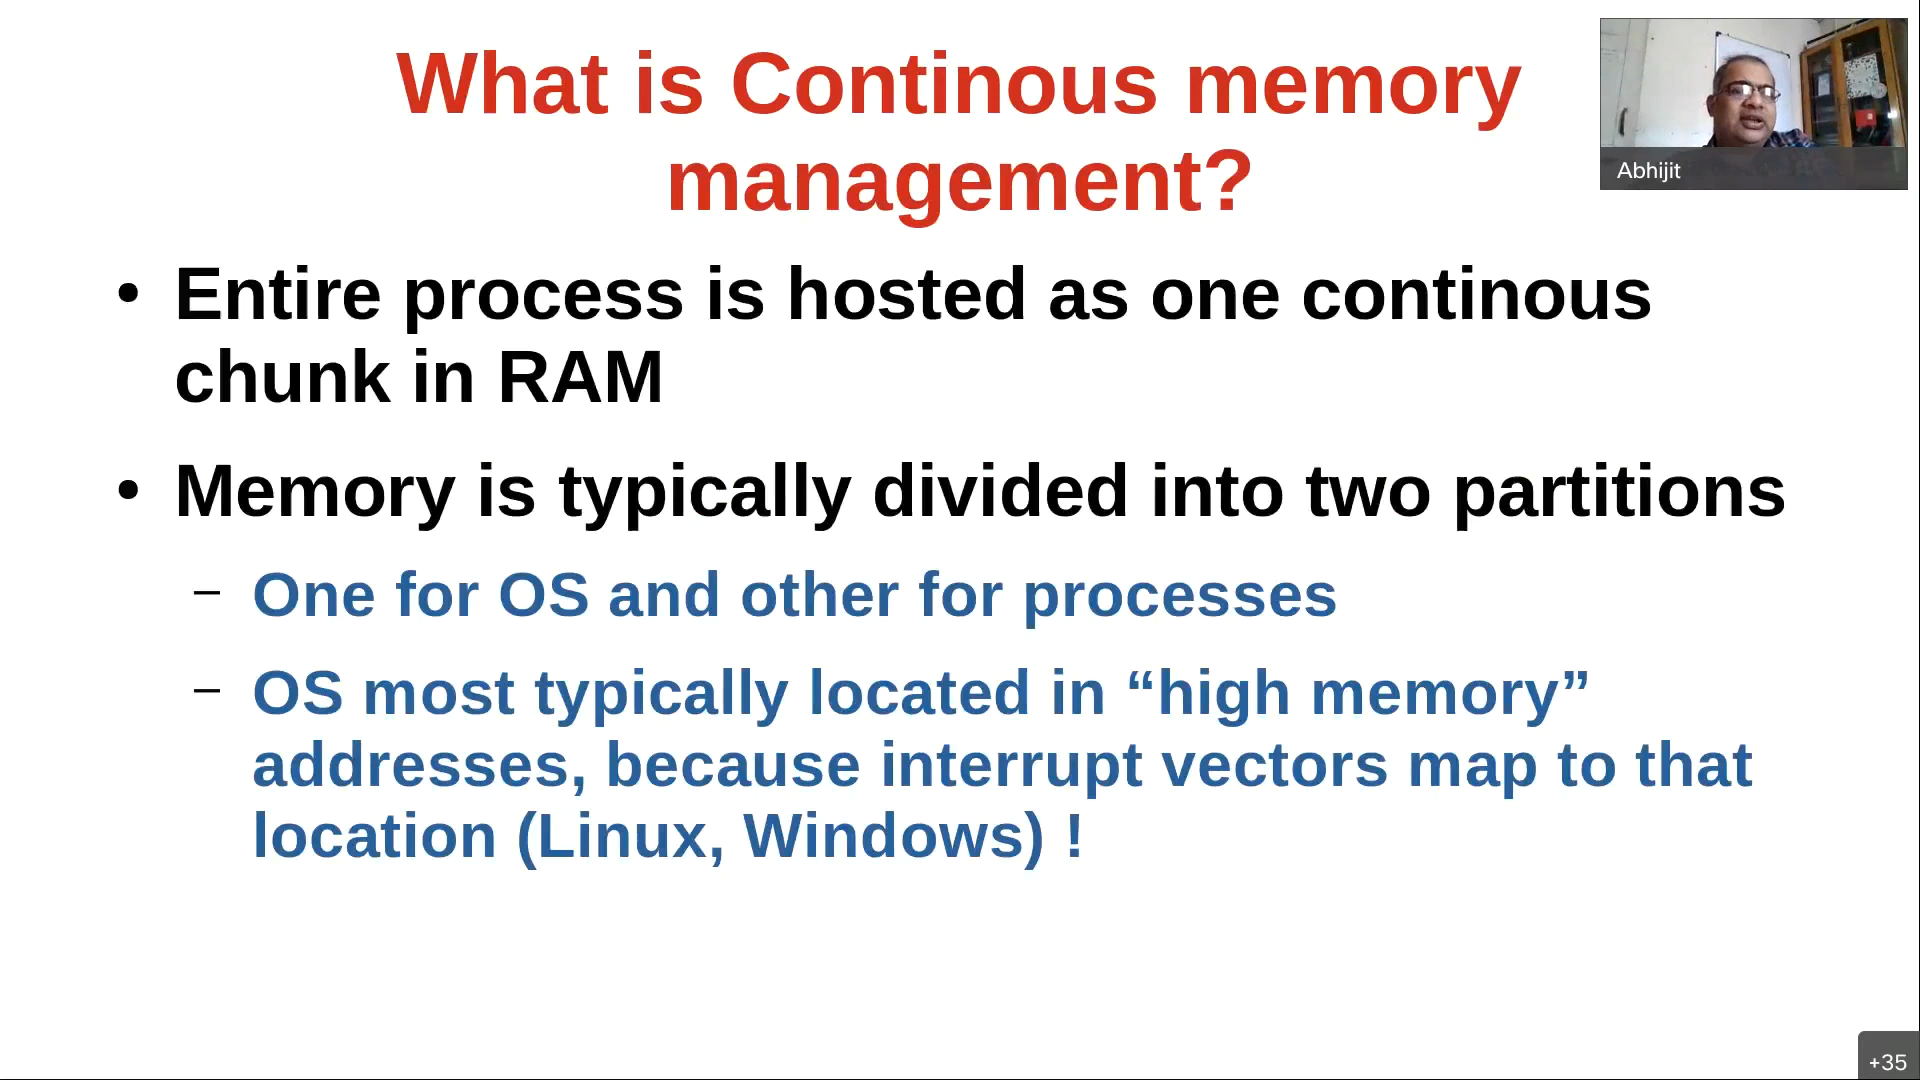 What is Continous memory
management?
Abhijit
• Entire process is hosted as one continous
chunk in RAM
• Memory is typically divided into two partitions
– One for OS and other for processes
– OS most typically located in “high memory”
addresses, because interrupt vectors map to that
location (Linux, Windows) !
+35